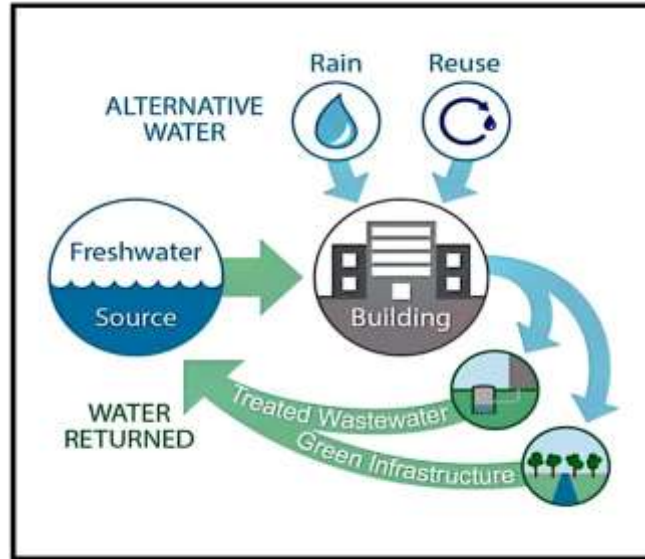 Rain
Reuse
ALTERNATIVE
WATER
Freshwater
Source
Building
Treated Wastewater
Green Infrastructure
WATER
RETURNED